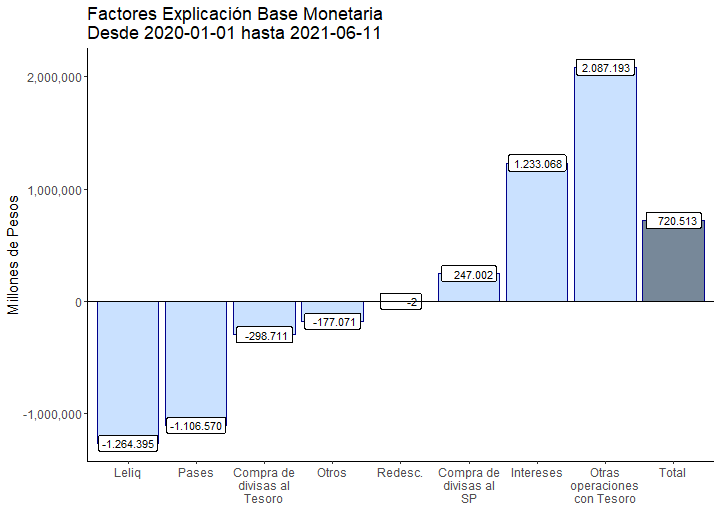 Factores Explicación Base Monetaria
Desde 2020-01-01 hasta 2021-06-11
Millones de Pesos
2,000,000
1,000,000
0
-1,000,000
-1.264.395
-1.106.570
-298.711
-177.071
-2
247.002
1.233.068
2.087.193
720.513
Leliq
Pases
Compra de
divisas al
Tesoro
Otros
Redesc.
Compra de
divisas al
SP
Intereses
Otras
operaciones
con Tesoro
Total